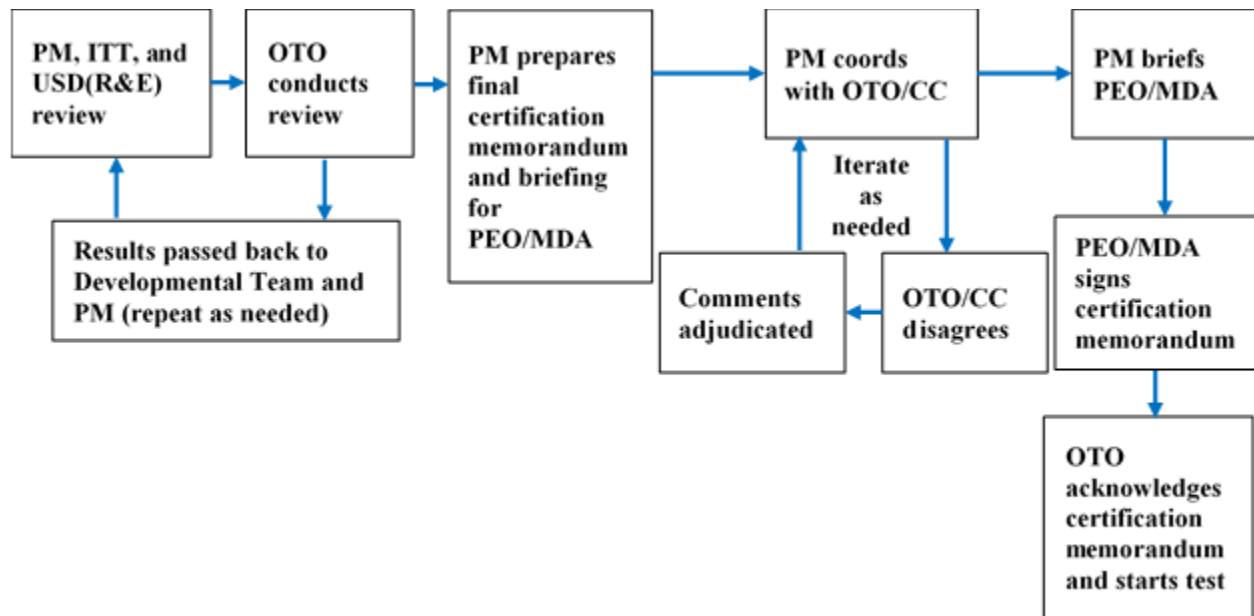 PM, ITT, and
USD(R&E)
review
OTO
conducts
review
Results passed back to
Developmental Team and
PM (repeat as needed)
PM prepares
final
certification
memorandum
and briefing
for
PEO/MDA
PM coords
with OTO/CC
Iterate
as
needed
OTO/CC
disagrees
Comments
adjudicated
PM briefs
PEO/MDA
PEO/MDA
signs
certification
memorandum
OTO
acknowledges
certification
memorandum
and starts test